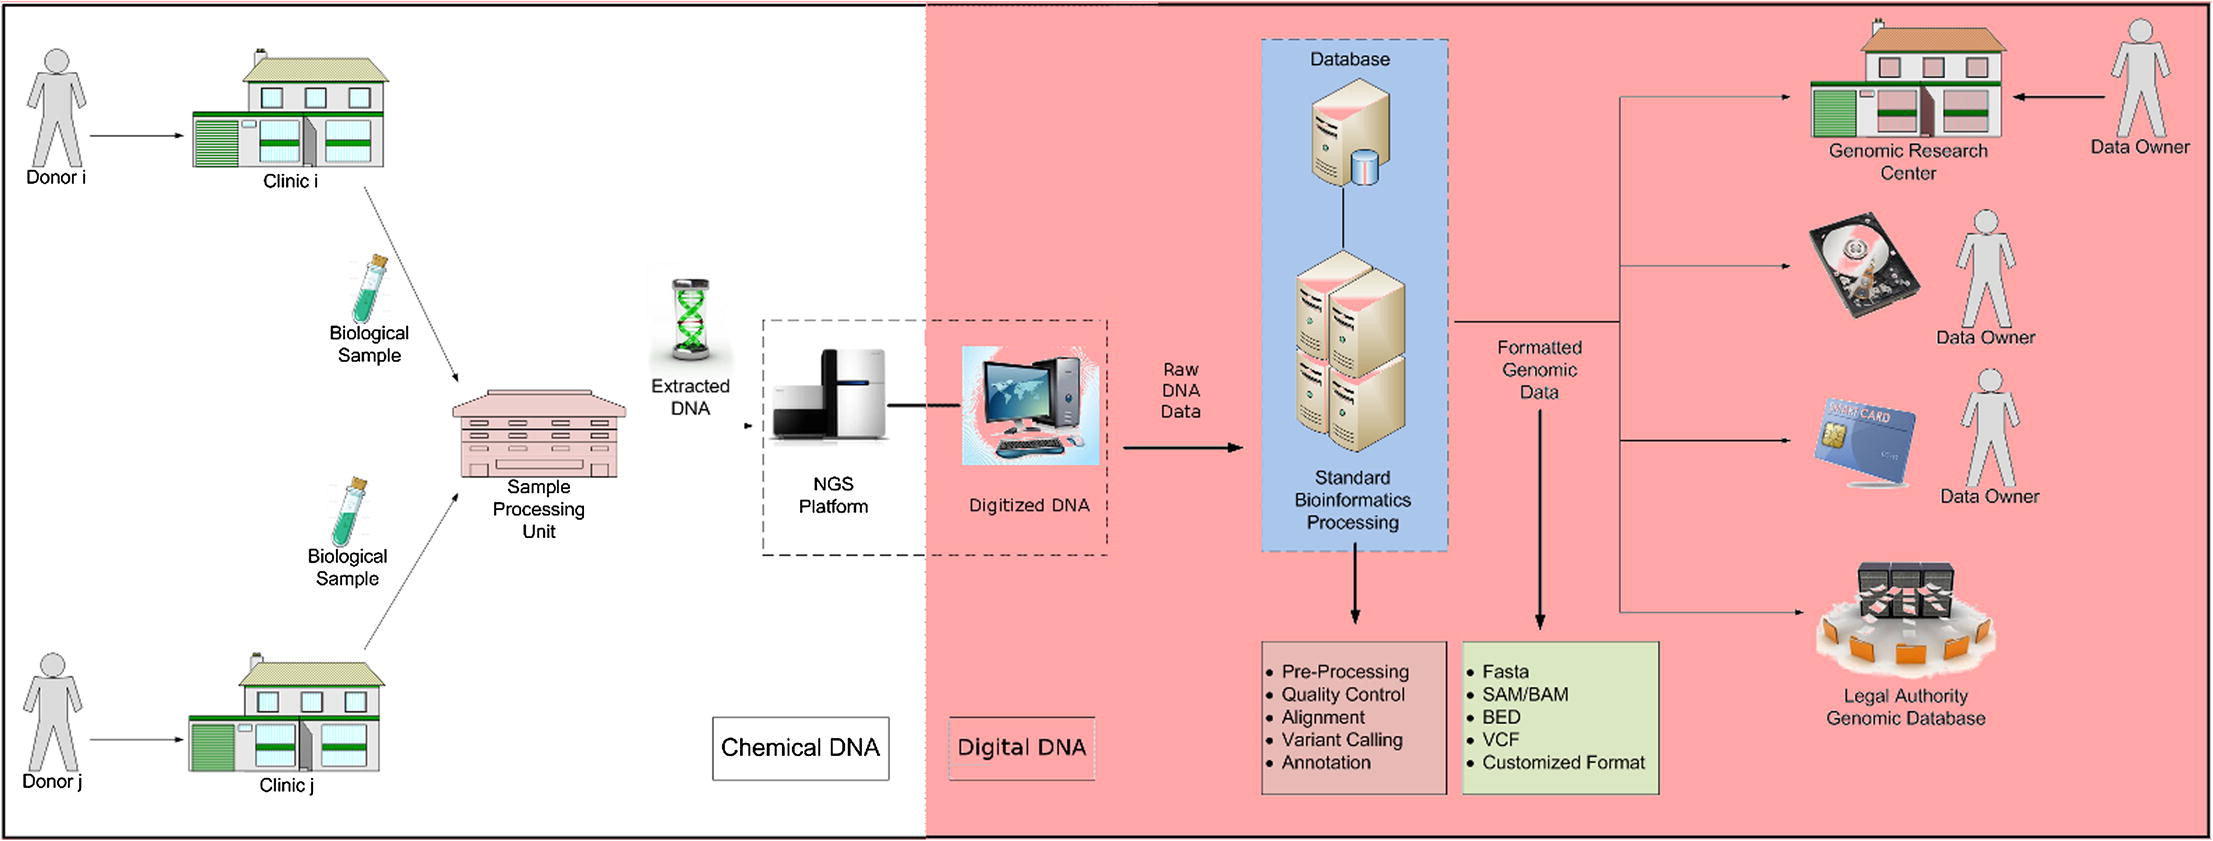 Donor i
Clinic i
Biological
Sample
Sample
Processing
Unit
Biological
Sample
Donor j
Clinic j
Extracted
DNA
NGS
Platform
Chemical DNA
Digitized DNA
Digital DNA
Raw
DNA
Data
Database
Standard
Bioinformatics
Processing
• Pre-Processing
• Quality Control
• Alignment
• Variant Calling
• Annotation
Formatted
Genomic
Data
• Fasta
• SAM/BAM
• BED
• VCF
• Customized Format
Genomic Research
Center
Data Owner
Data Owner
SMART CARD
Data Owner
Legal Authority
Genomic Database